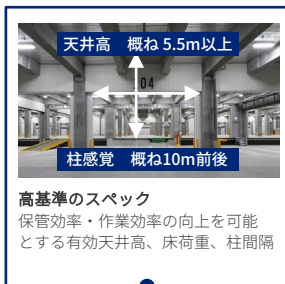 天井高　概ね 5.5m以上
04
柱感覚　概ね10m前後
高基準のスペック
保管効率・作業効率の向上を可能
とする有効天井高、床荷重、柱間隔